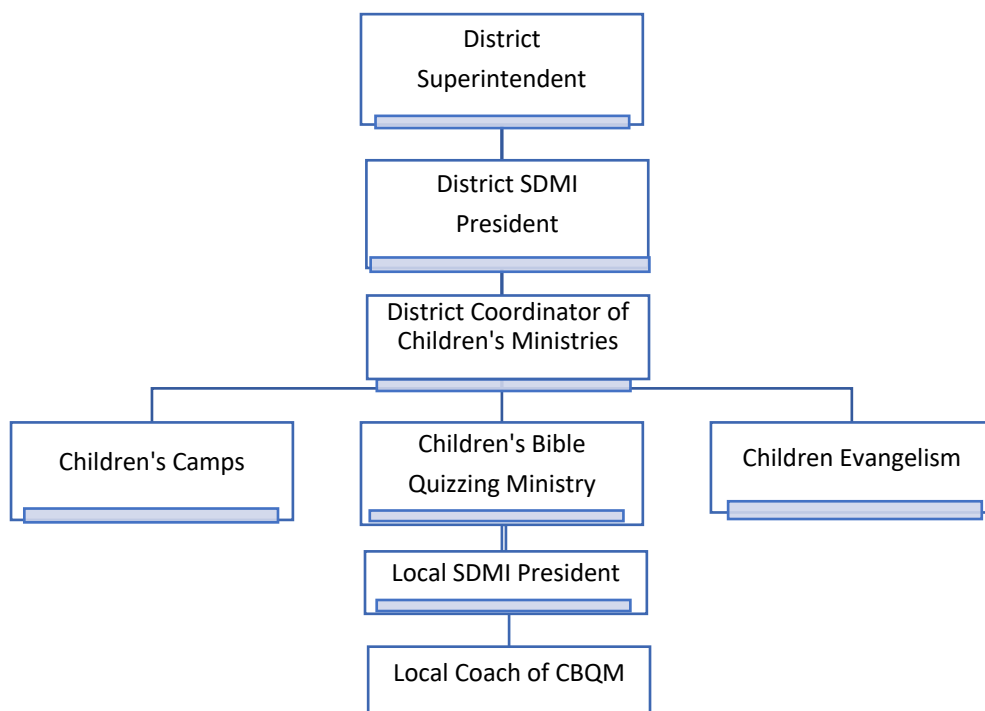 District
Superintendent
District SDMI
President
District Coordinator of
Children's Ministries
Children's Camps
Children's Bible
Quizzing Ministry
Children Evangelism
Local SDMI President
Local Coach of CBQM